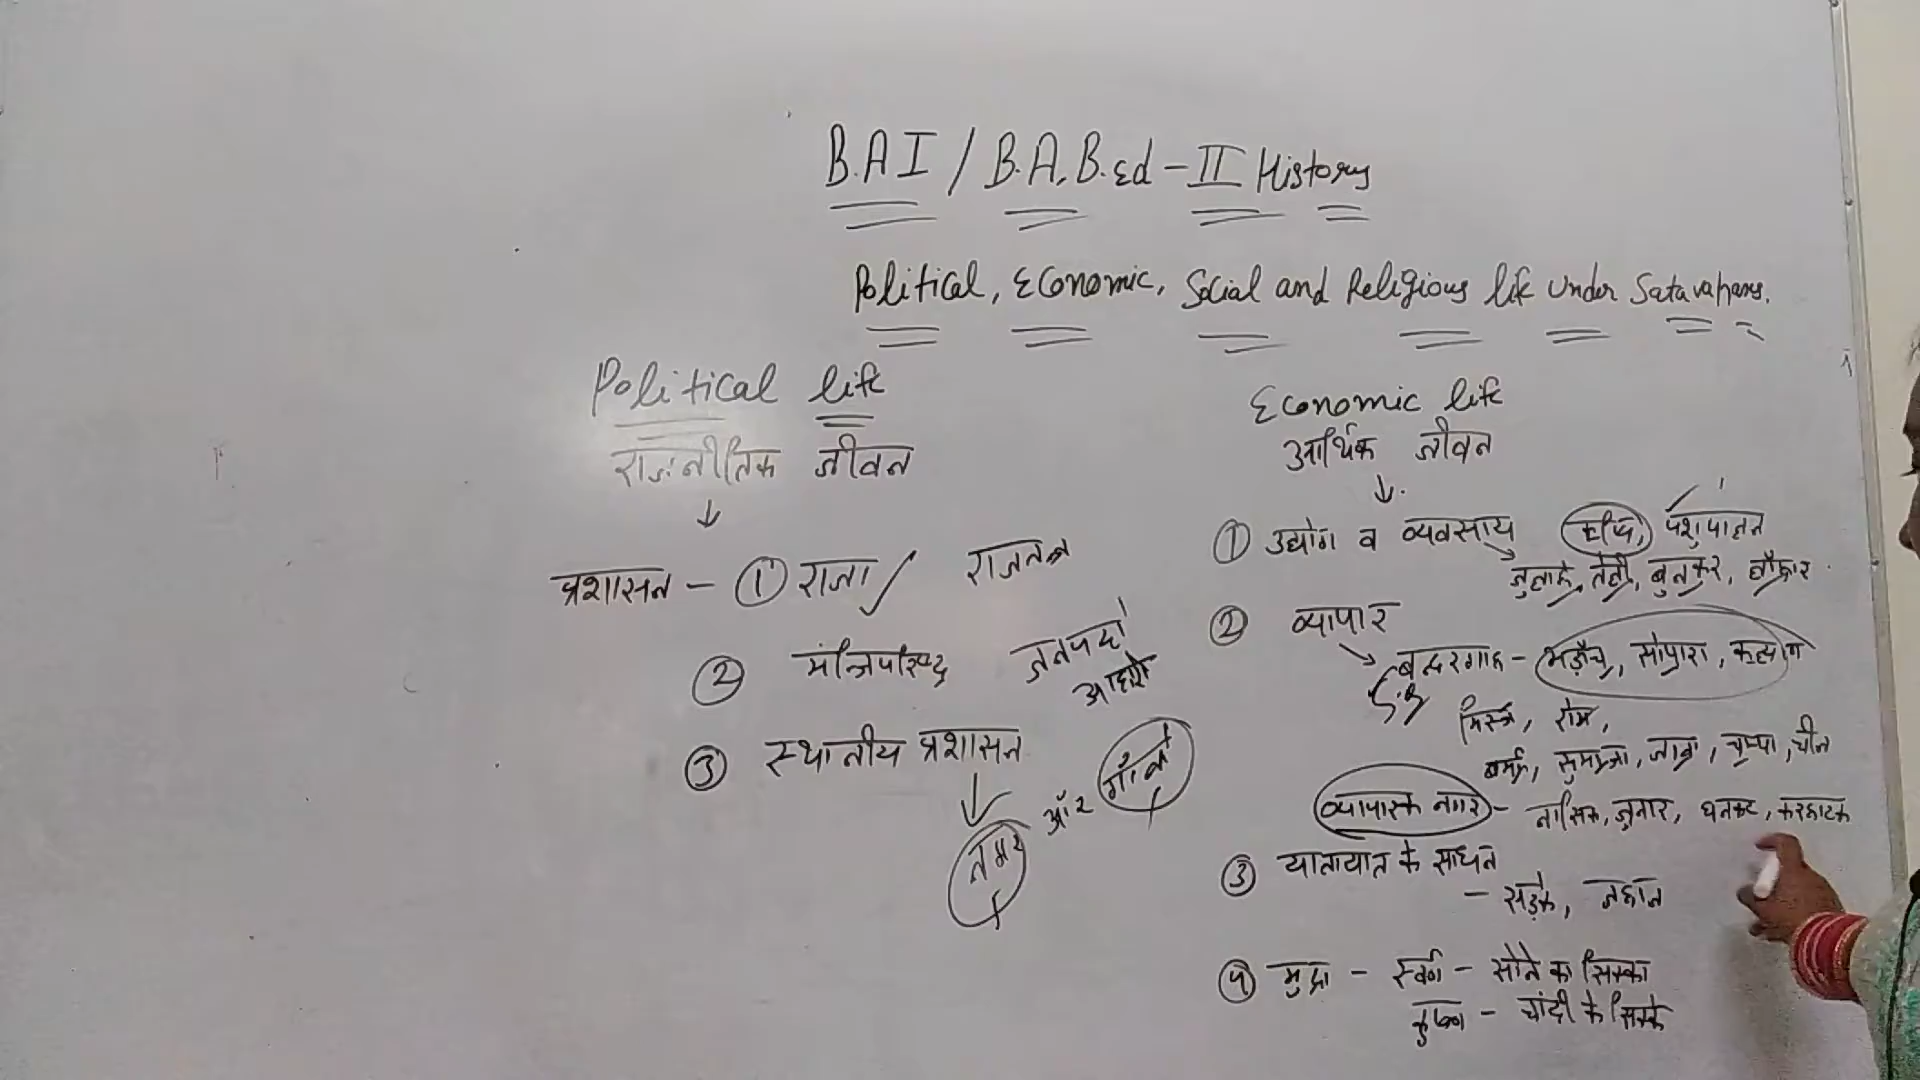 B.A I / B.A. B.Ed - II History
Political, Economic, Social and Religious life under Satavahans.
Political life
राजनीतिक जीवन
↓
प्रशासन - ① राजा / राजतन्त्र
② मंत्रिपरिषद् जनपदों
आहारो
③ स्थानीय प्रशासन
↓
नगर और गाँवो
Economic life
आर्थिक जीवन
↓
① उद्योग व व्यवसाय कृषि, पशुपालन
जुलाहे, तेली, बुनकर, लौहार
② व्यापार
बन्दरगाह - भड़ौच, सोपारा, कल्याण
मिस्त्र, रोम,
बर्मा, सुमात्रा, जावा, चम्पा, चीन
व्यापारिक नगर - नासिक, जुनार, धनकट, करहाटक
③ यातायात के साधन
- सड़के, जहाज
④ मुद्रा - स्वर्ण - सोने का सिक्का
कृष्ण - चांदी के सिक्के